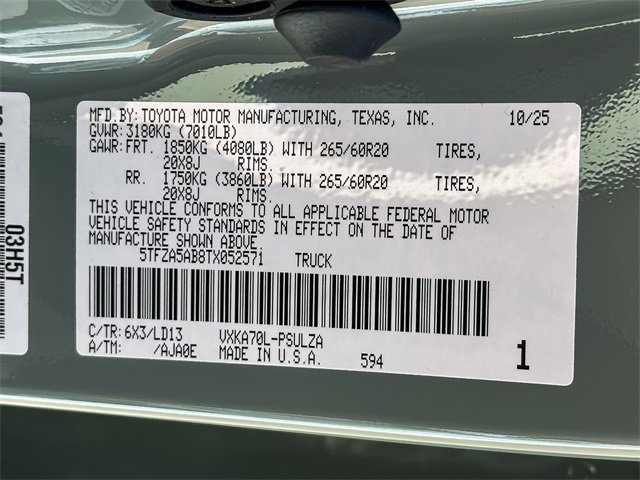 MFD.BY: TOYOTA MOTOR MANUFACTURING, TEXAS, INC. 10/25
GVWR: 3180KG (7010LB)
GAWR: FRT. 1850KG (4080LB) WITH 265/60R20 TIRES,
20X8J RIMS.
RR. 1750KG (3860LB) WITH 265/60R20 TIRES,
20X8J RIMS.
THIS VEHICLE CONFORMS TO ALL APPLICABLE FEDERAL MOTOR
VEHICLE SAFETY STANDARDS IN EFFECT ON THE DATE OF
MANUFACTURE SHOWN ABOVE.
5TFZA5AB8TX052571 TRUCK
C/TR: 6X3/LD13 VXKA70L-PSULZA
A/TM: /AJA0E MADE IN U.S.A. 594 1
03H5T